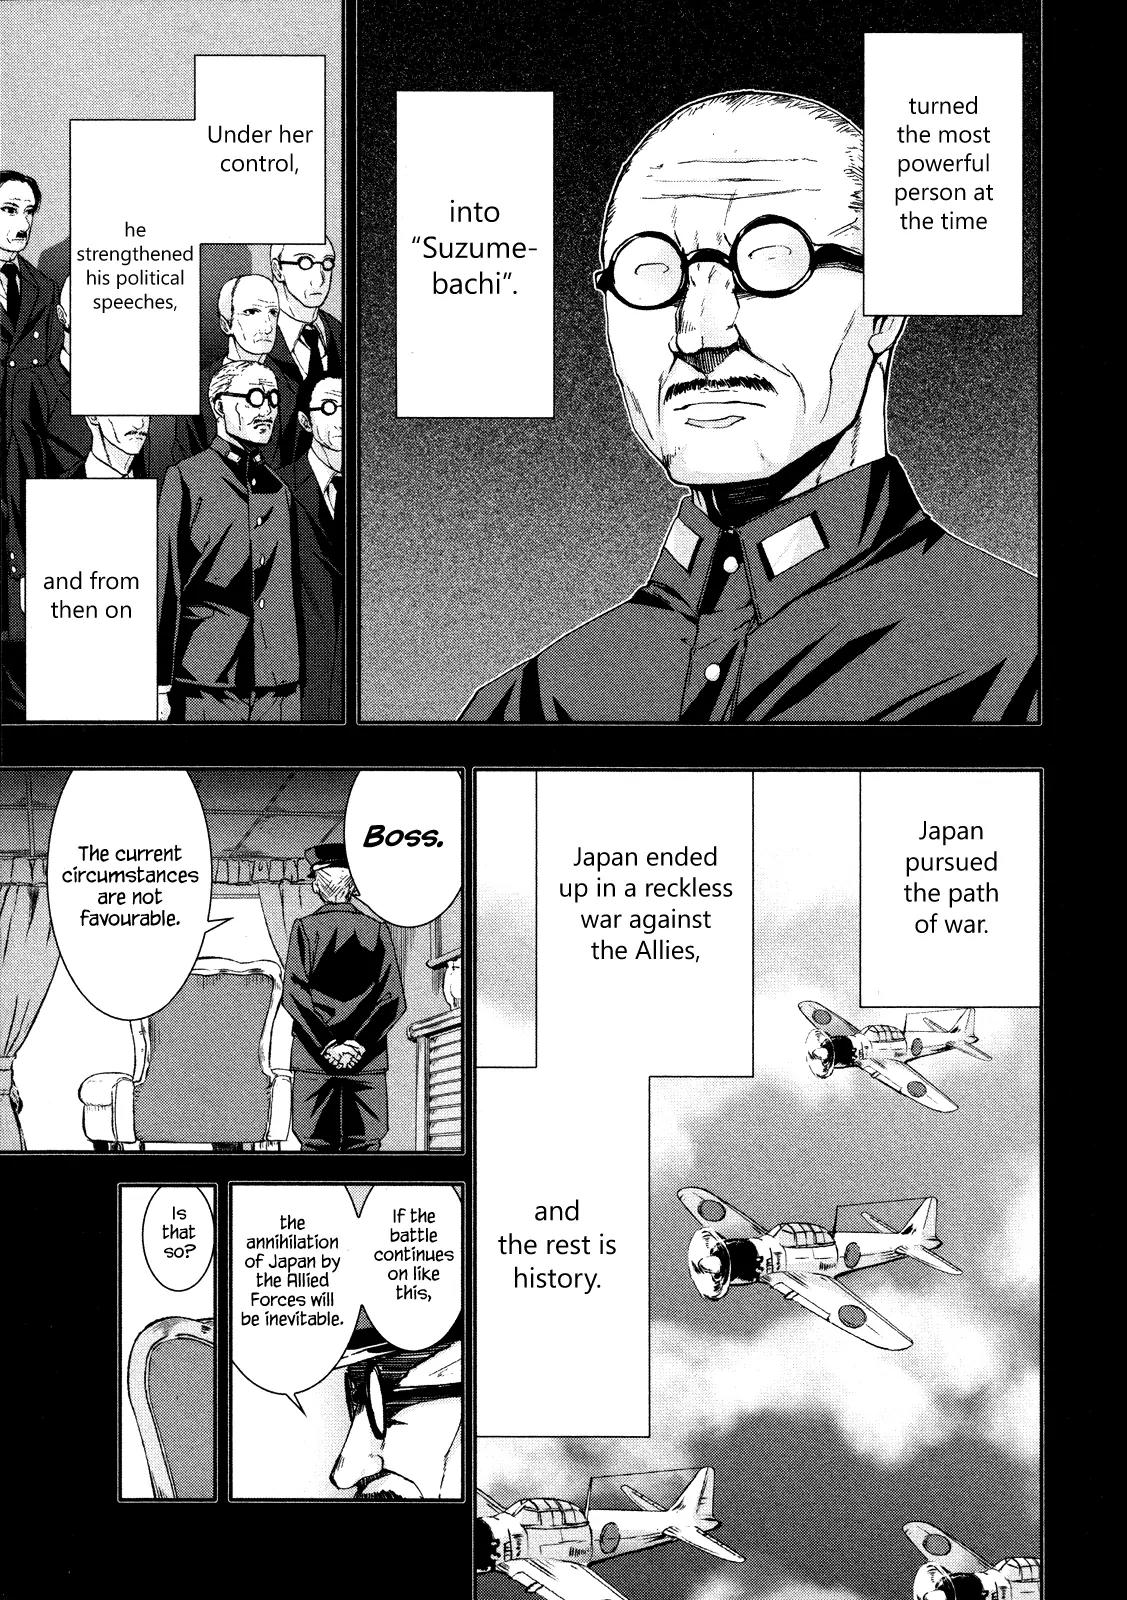 turned
the most
powerful
person at
the time
into
“Suzume-
bachi”.
Under her
control,
he
strengthened
his political
speeches,
and from
then on
Japan
pursued
the path
of war.
Japan ended
up in a reckless
war against
the Allies,
and
the rest is
history.
Boss.
The current
circumstances
are not
favourable.
If the
battle
continues
on like
this,
the
annihilation
of Japan by
the Allied
Forces will
be inevitable.
Is
that
so?